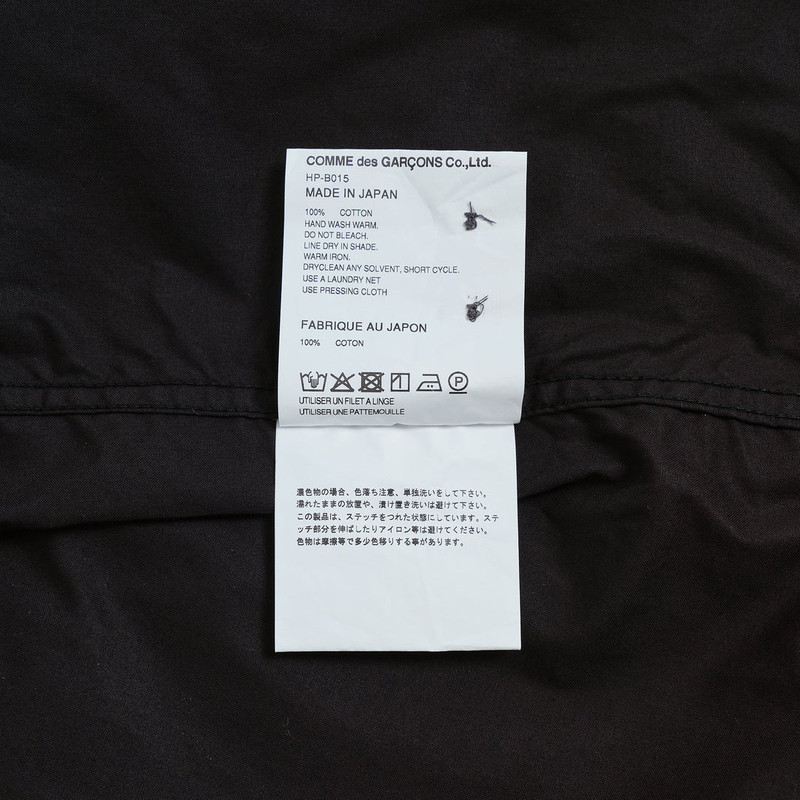 COMME des GARÇONS Co.,Ltd.
HP-B015
MADE IN JAPAN
100% COTTON
HAND WASH WARM.
DO NOT BLEACH.
LINE DRY IN SHADE.
WARM IRON.
DRYCLEAN ANY SOLVENT, SHORT CYCLE.
USE A LAUNDRY NET
USE PRESSING CLOTH
FABRIQUE AU JAPON
100% COTON
P
UTILISER UN FILET A LINGE
UTILISER UNE PATTEMOUILLE
濃色物の場合、色落ち注意、単独洗いをして下さい。
濡れたままの放置や、漬け置き洗いは避けて下さい。
この製品は、ステッチをつれた状態にしています。ステ
ッチ部分を伸ばしたりアイロン等は避けてください。
色物は摩擦等で多少色移りする事があります。